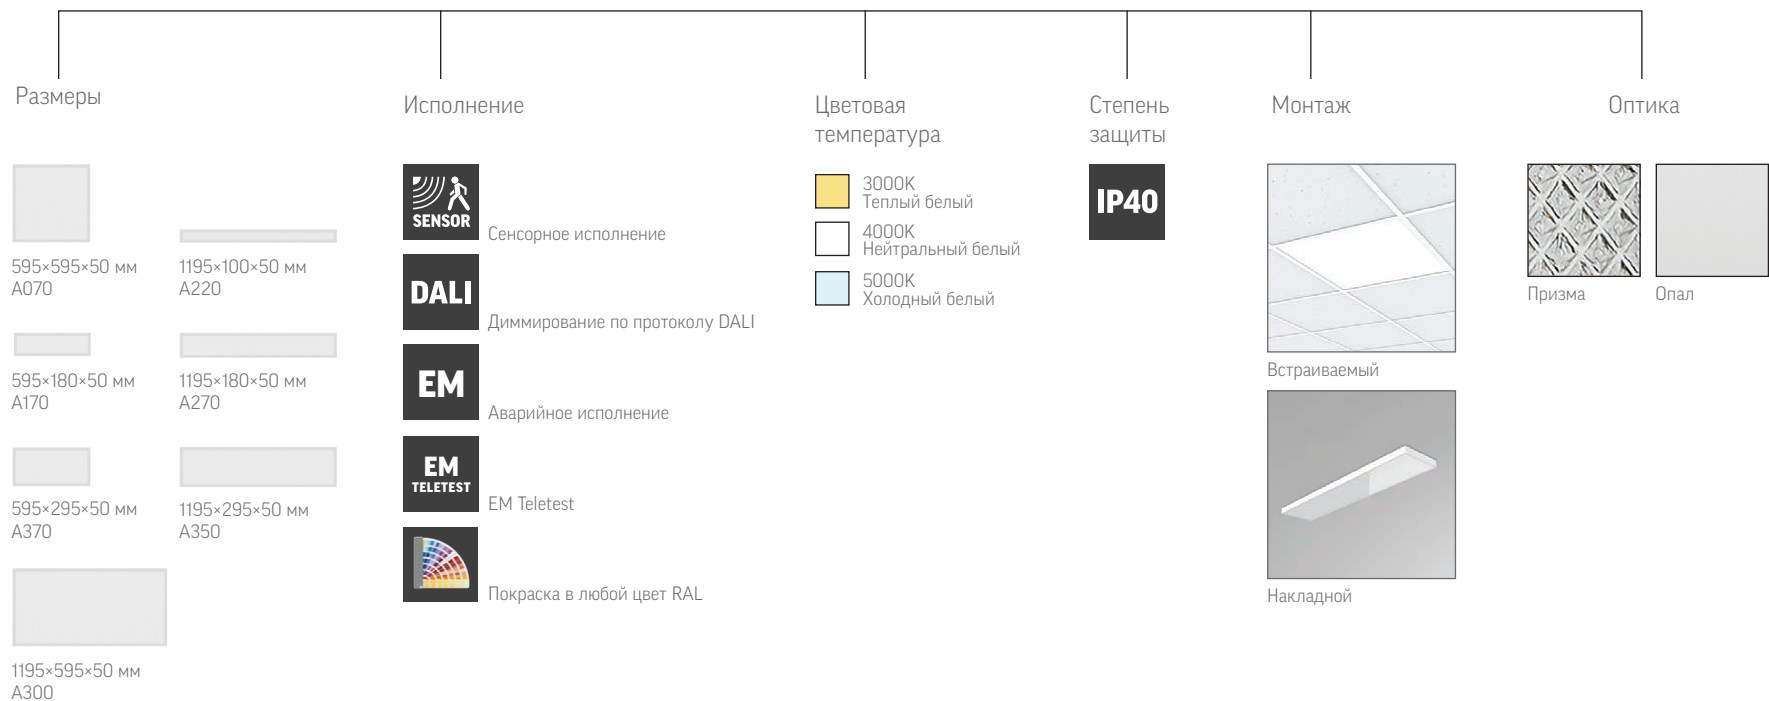 Размеры
595×595×50 мм
A070
1195×100×50 мм
A220
595×180×50 мм
A170
1195×180×50 мм
A270
595×295×50 мм
A370
1195×295×50 мм
A350
1195×595×50 мм
A300
Исполнение
SENSOR
Сенсорное исполнение
DALI
Диммирование по протоколу DALI
EM
Аварийное исполнение
EM
TELETEST
EM Teletest
Покраска в любой цвет RAL
Цветовая
температура
3000K
Теплый белый
4000K
Нейтральный белый
5000K
Холодный белый
Степень
защиты
IP40
Монтаж
Встраиваемый
Накладной
Оптика
Призма
Опал